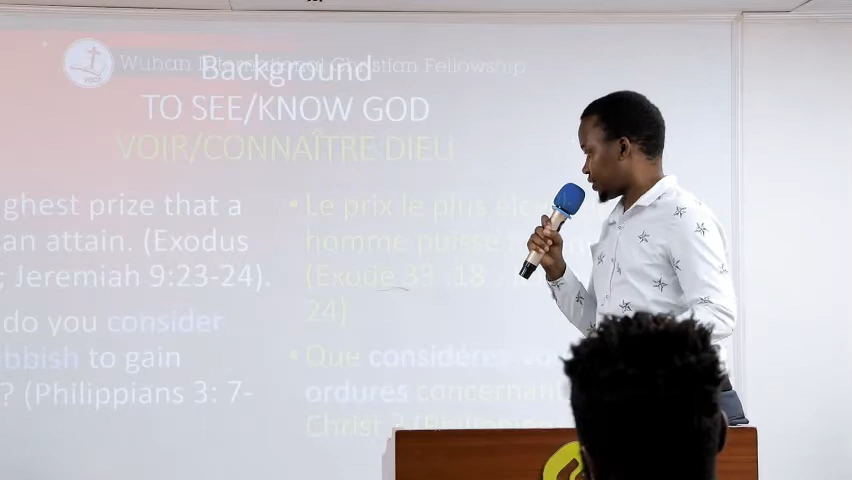 Wuhan International Christian Fellowship
Background
TO SEE/KNOW GOD
VOIR/CONNAÎTRE DIEU
ghest prize that a
an attain. (Exodus
; Jeremiah 9:23-24).
do you consider
bbish to gain
? (Philippians 3: 7-
• Le prix le plus
homme puisse
(Exode 33 :18
24)
• Que considérez
ordures concernant
Christ ?